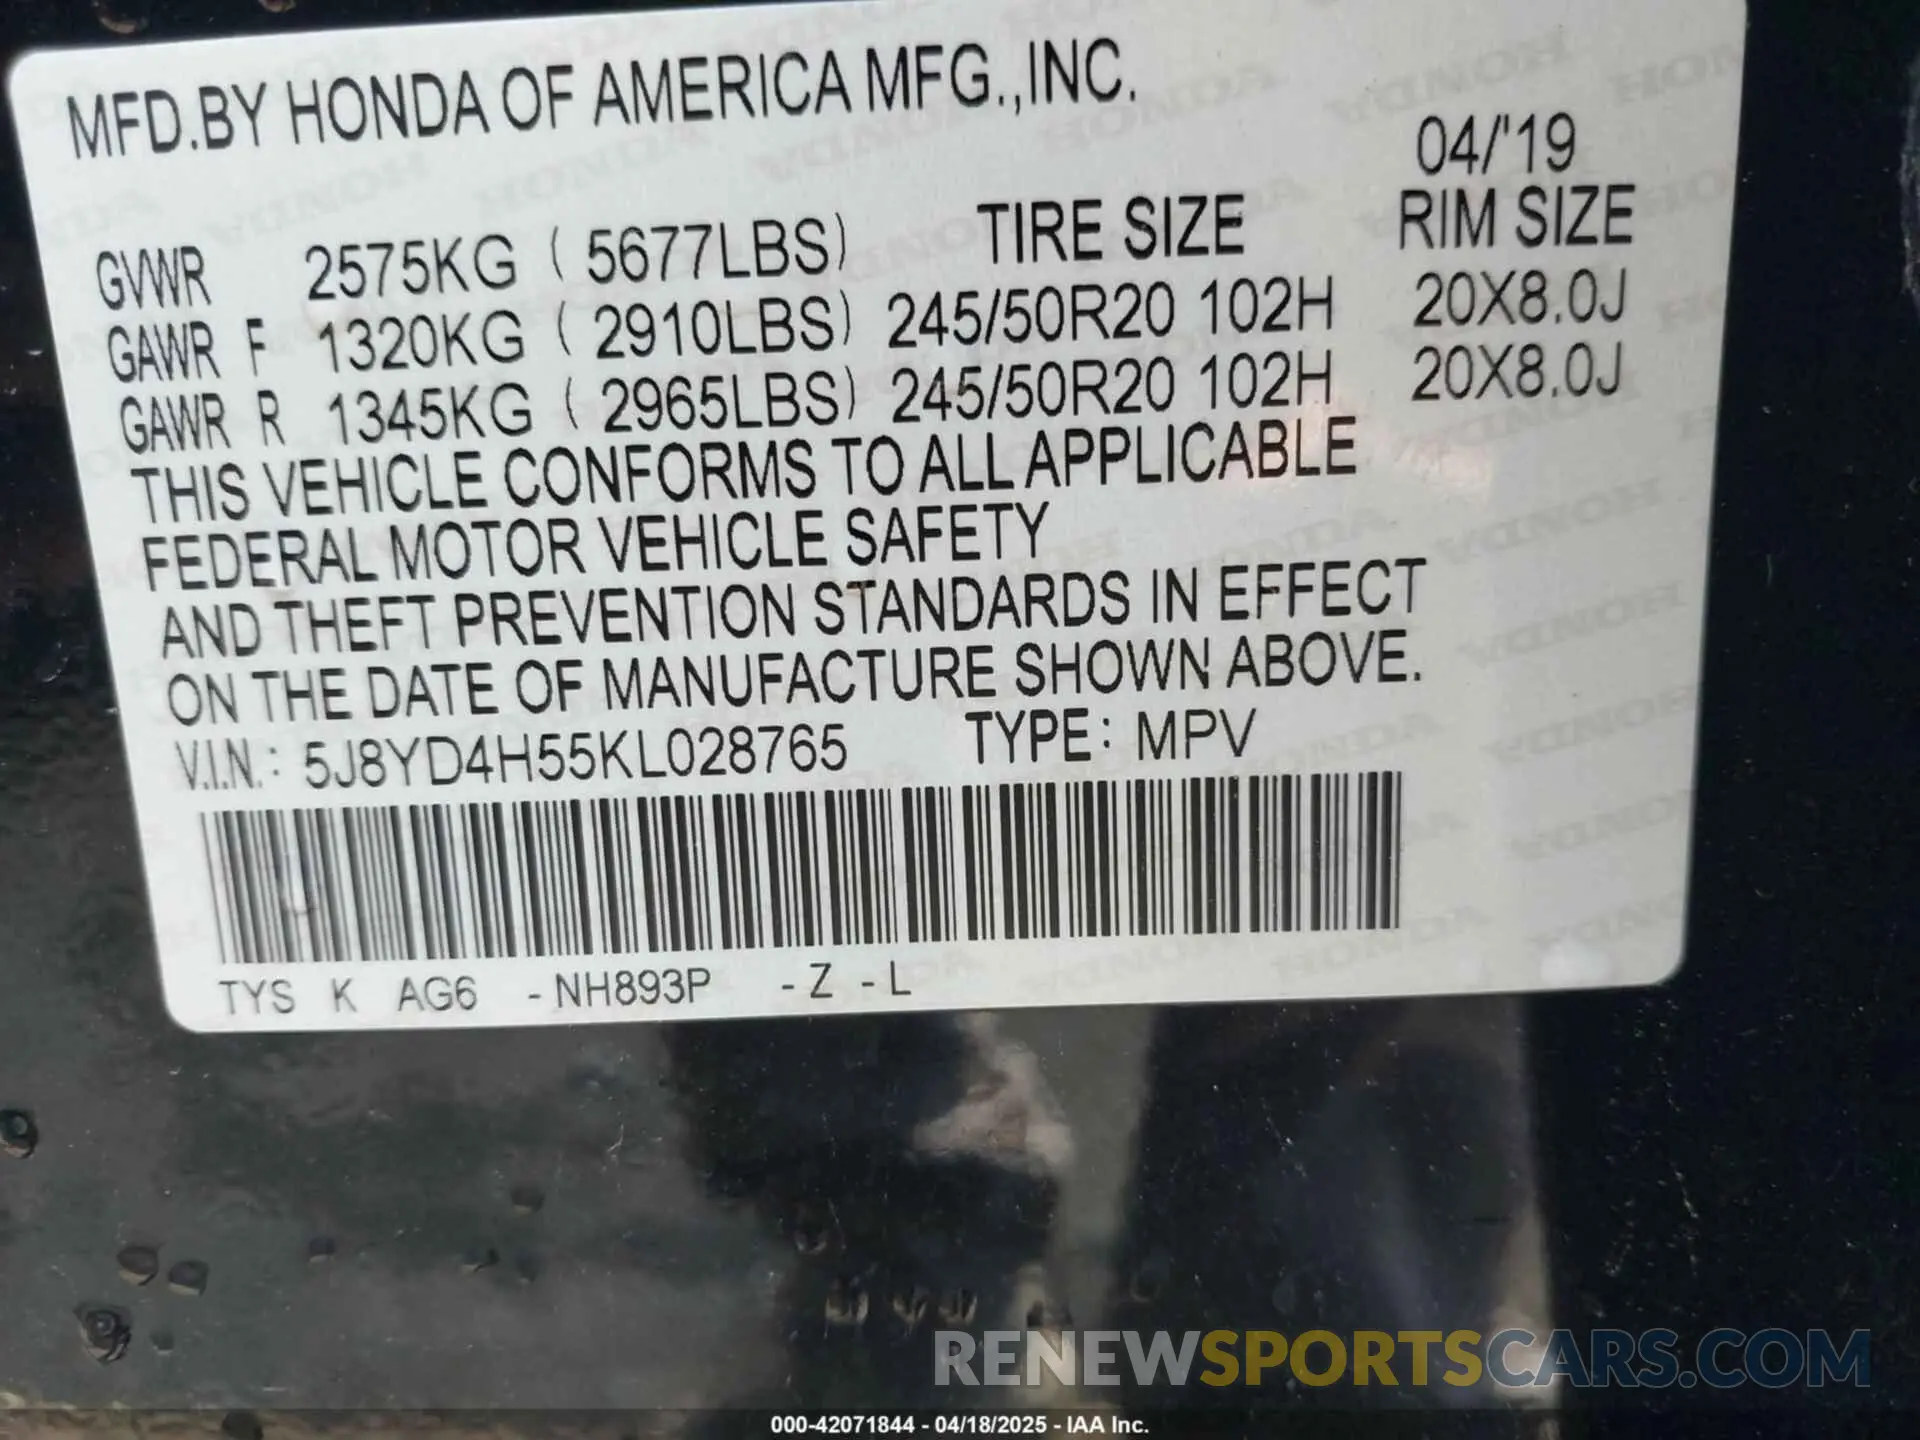 MFD.BY HONDA OF AMERICA MFG.,INC.
04/'19
GVWR 2575KG ( 5677LBS) TIRE SIZE RIM SIZE
GAWR F 1320KG ( 2910LBS) 245/50R20 102H 20X8.0J
GAWR R 1345KG ( 2965LBS) 245/50R20 102H 20X8.0J
THIS VEHICLE CONFORMS TO ALL APPLICABLE
FEDERAL MOTOR VEHICLE SAFETY
AND THEFT PREVENTION STANDARDS IN EFFECT
ON THE DATE OF MANUFACTURE SHOWN ABOVE.
V.I.N.: 5J8YD4H55KL028765 TYPE: MPV
TYS K AG6 -NH893P -Z -L
RENEWSPORTSCARS.COM
000-42071844 - 04/18/2025 - IAA Inc.